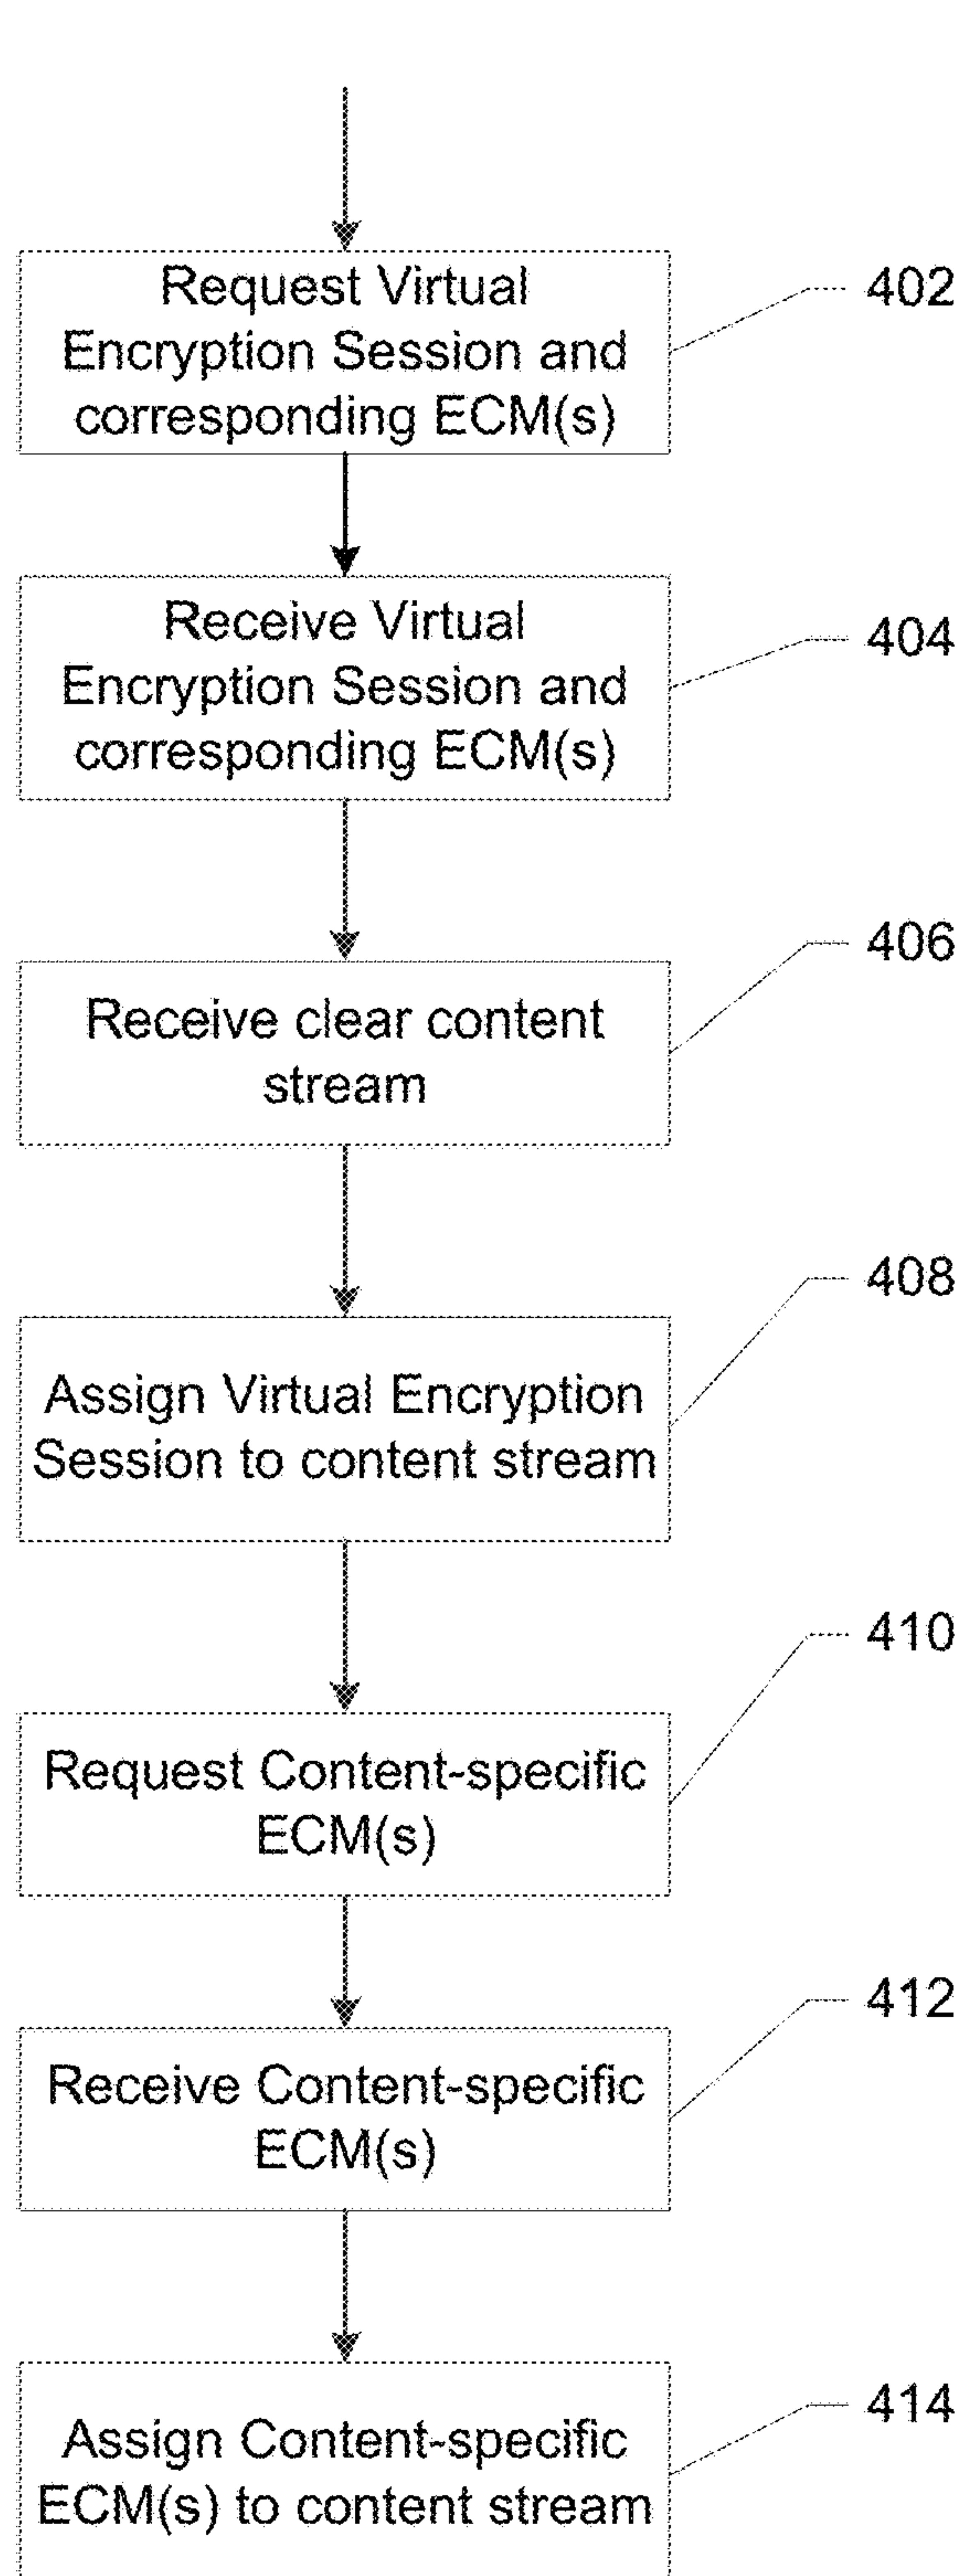 Request Virtual
Encryption Session and
corresponding ECM(s)
402
Receive Virtual
Encryption Session and
corresponding ECM(s)
404
Receive clear content
stream
406
Assign Virtual Encryption
Session to content stream
408
Request Content-specific
ECM(s)
410
Receive Content-specific
ECM(s)
412
Assign Content-specific
ECM(s) to content stream
414